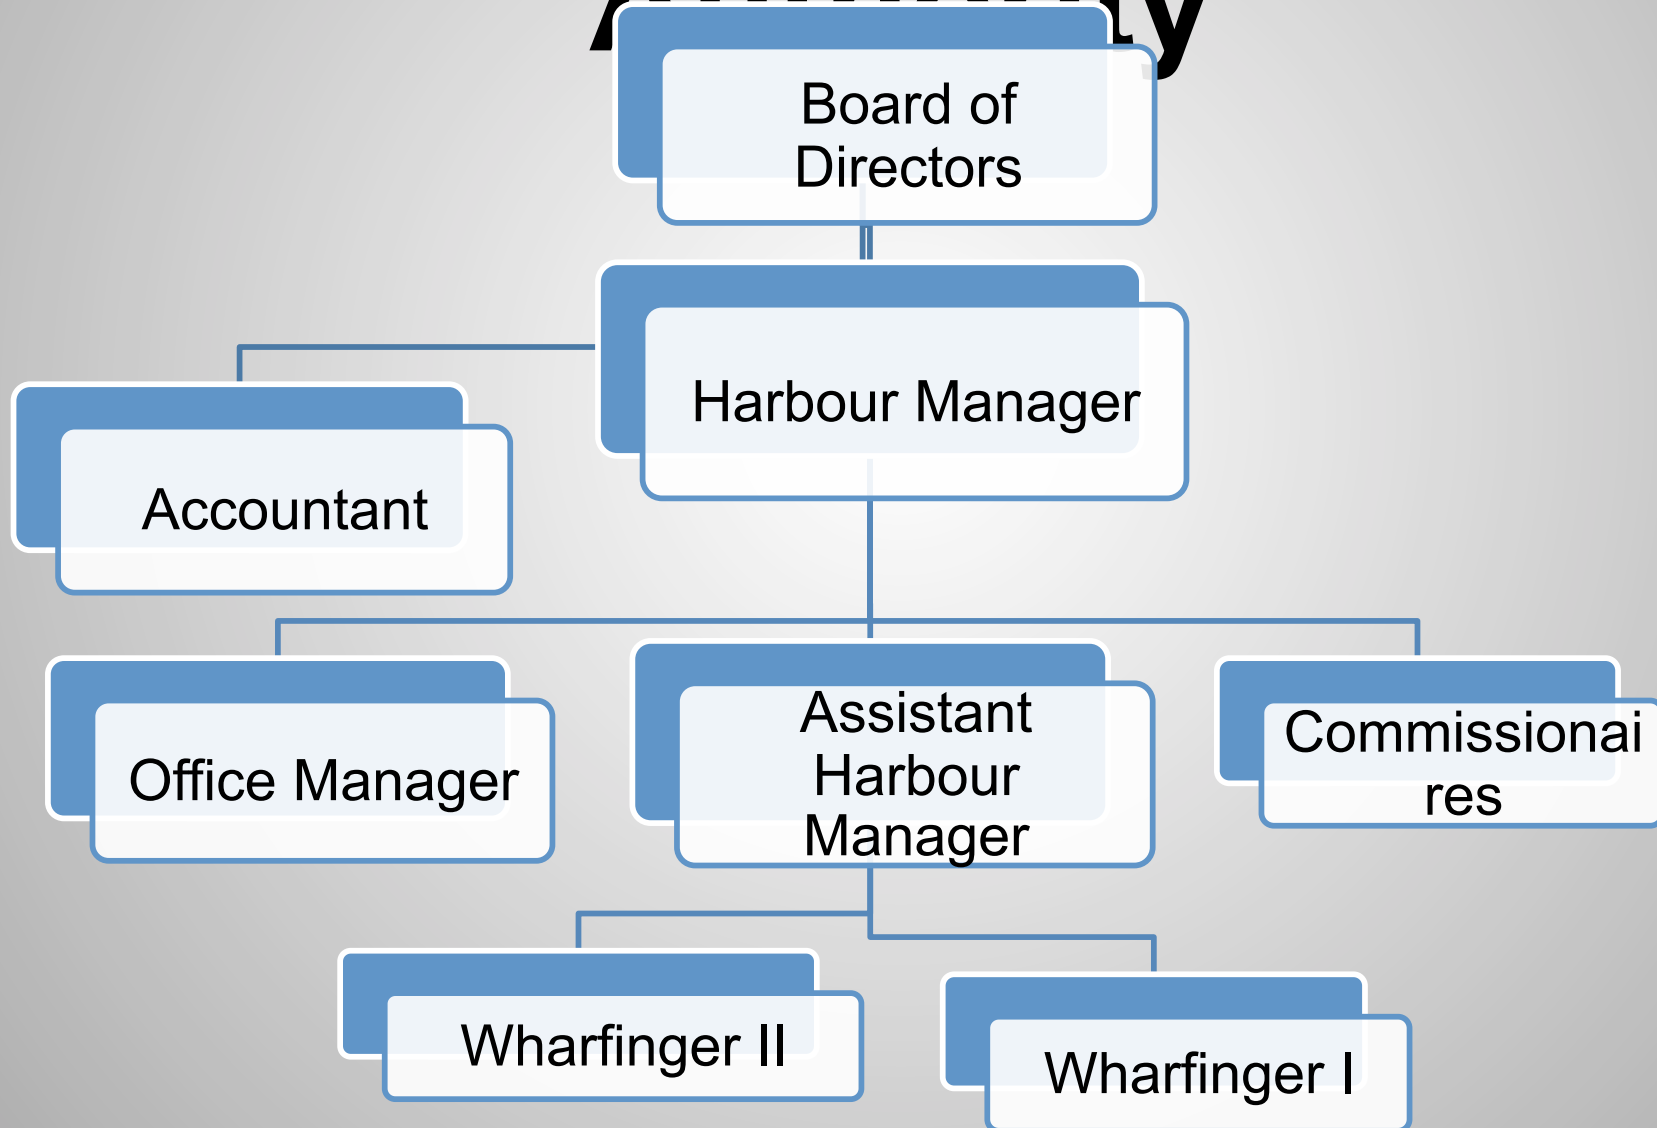 Board of
Directors
Harbour Manager
Accountant
Office Manager
Assistant
Harbour
Manager
Commissionai
res
Wharfinger II
Wharfinger I